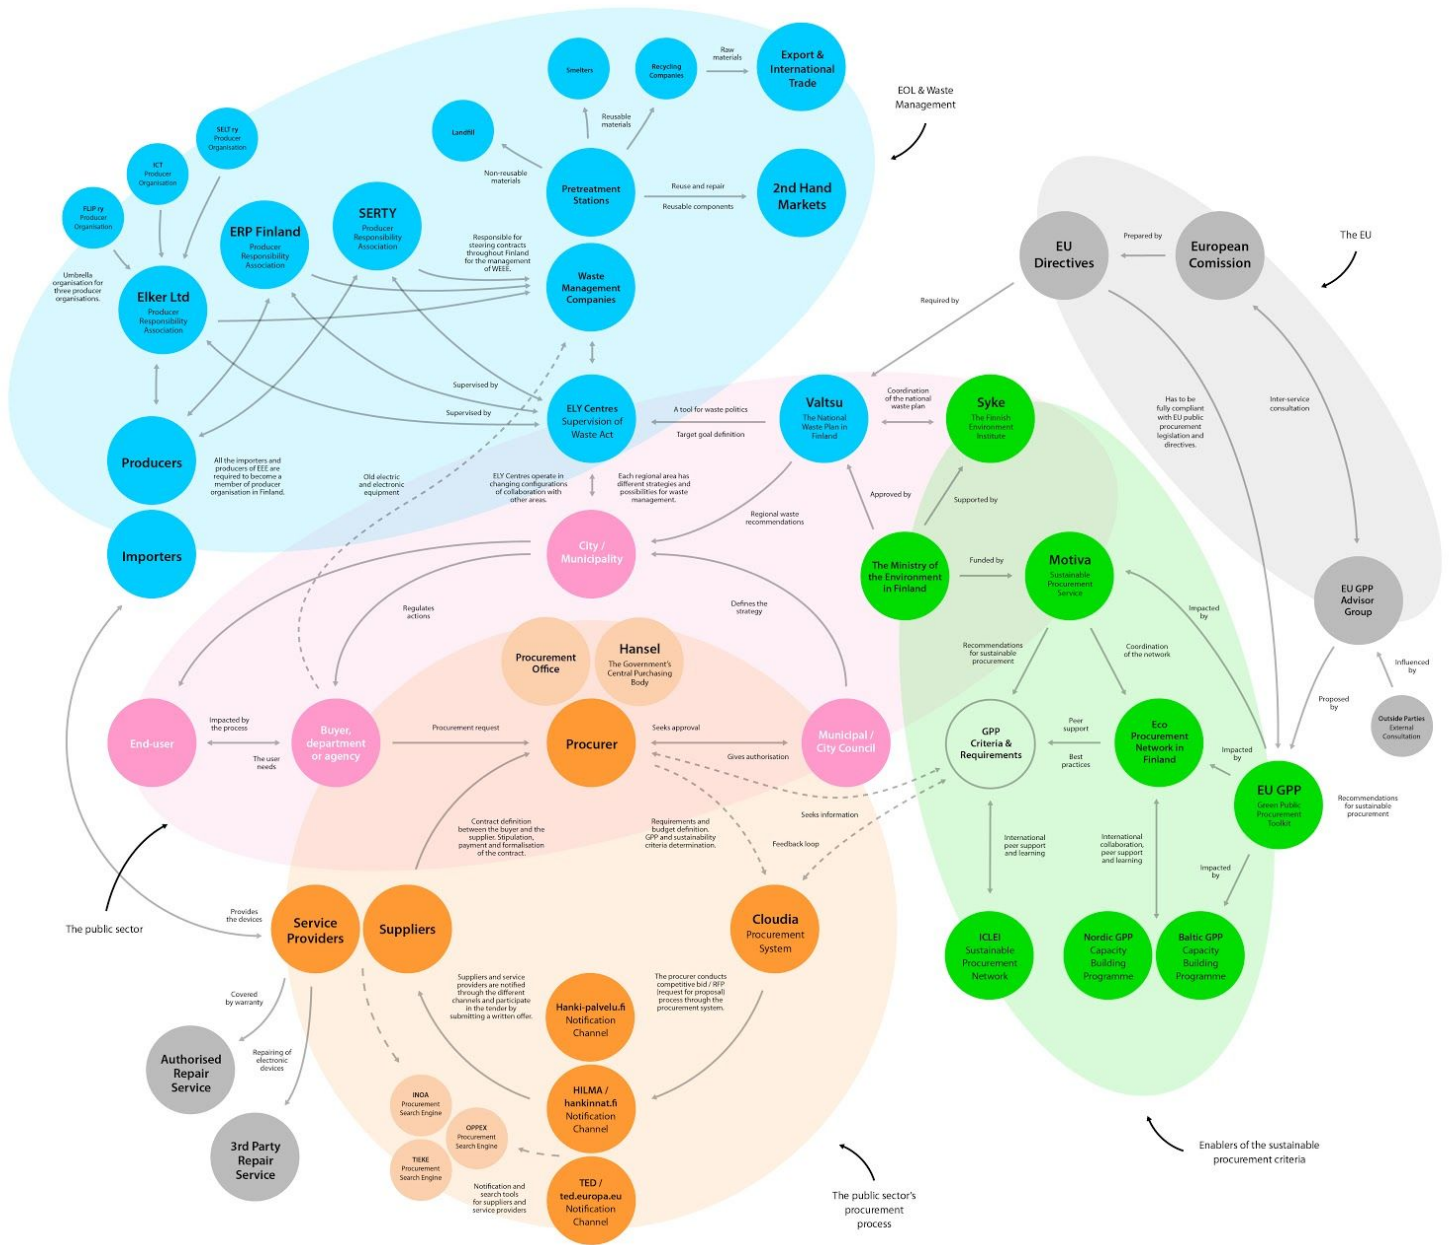 Smelters
Recycling
Companies
Raw
materials
Export &
International
Trade
EOL & Waste
Management
Landfill
Reusable
materials
Non-reusable
materials
Pretreatment
Stations
Reuse and repair
Reusable components
2nd Hand
Markets
SELT ry
Producer
Organisation
ICT
Producer
Organisation
FLIP ry
Producer
Organisation
ERP Finland
Producer
Responsibility
Association
SERTY
Producer
Responsibility
Association
Responsible for
steering contracts
throughout Finland
for the management
of WEEE.
Waste
Management
Companies
Umbrella
organisation for
three producer
organisations.
Elker Ltd
Producer
Responsibility
Association
EU
Directives
Prepared by
European
Comission
The EU
Required by
Supervised by
Supervised by
ELY Centres
Supervision of
Waste Act
A tool for waste politics
Target goal definition
Valtsu
The National
Waste Plan in
Finland
Coordination
of the national
waste plan
Syke
The Finnish
Environment
Institute
Has to be
fully compliant
with EU public
procurement
legislation and
directives.
Inter-service
consultation
Producers
All the importers and
producers of EEE are
required to become a
member of producer
organisation in Finland.
Old electric
and electronic
equipment
ELY Centres operate in
changing configurations
of collaboration with
other areas.
Each regional area has
different strategies and
possibilities for waste
management.
Approved by
Supported by
Regional waste
recommendations
Importers
City /
Municipality
The Ministry of
the Environment
in Finland
Funded by
Motiva
Sustainable
Procurement
Service
EU GPP
Advisor
Group
Regulates
actions
Defines the
strategy
Impacted
by
Procurement
Office
Hansel
The Government's
Central Purchasing
Body
Recommendations
for sustainable
procurement
Coordination
of the network
Influenced
by
Proposed
by
Outside Parties
External
Consultation
End-user
Impacted by
the process
The user
needs
Buyer,
department
or agency
Procurement request
Procurer
Seeks approval
Gives authorisation
Municipal /
City Council
GPP
Criteria &
Requirements
Peer
support
Best
practices
Eco
Procurement
Network in
Finland
Impacted
by
EU GPP
Green Public
Procurement
Toolkit
Recommendations
for sustainable
procurement
Contract definition
between the buyer and the
supplier. Stipulation,
payment and formalisation
of the contract.
Requirements and
budget definition.
GPP and sustainability
criteria determination.
Seeks information
Feedback loop
International
peer support
and learning
International
collaboration,
peer support
and learning
Impacted
by
The public sector
Provides
the devices
Service
Providers
Suppliers
Cloudia
Procurement
System
ICLEI
Sustainable
Procurement
Network
Nordic GPP
Capacity
Building
Programme
Baltic GPP
Capacity
Building
Programme
Covered
by warranty
Suppliers and service
providers are notified
through the different
channels and participate
in the tender by
submitting a written offer.
Hanki-palvelu.fi
Notification
Channel
The procurer conducts
competitive bid / RFP
(request for proposal)
process through the
procurement system.
Authorised
Repair
Service
Repairing of
electronic
devices
INOA
Procurement
Search Engine
OPPEX
Procurement
Search Engine
TIEKE
Procurement
Search Engine
HILMA /
hankinnat.fi
Notification
Channel
3rd Party
Repair
Service
Notification and
search tools
for suppliers and
service providers
TED /
ted.europa.eu
Notification
Channel
The public sector's
procurement
process
Enablers of the sustainable
procurement criteria